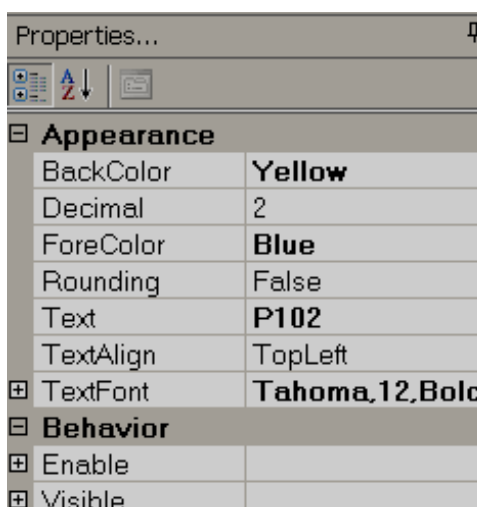 Properties...
Appearance
BackColor Yellow
Decimal 2
ForeColor Blue
Rounding False
Text P102
TextAlign TopLeft
TextFont Tahoma,12,Bold
Behavior
Enable
Visible